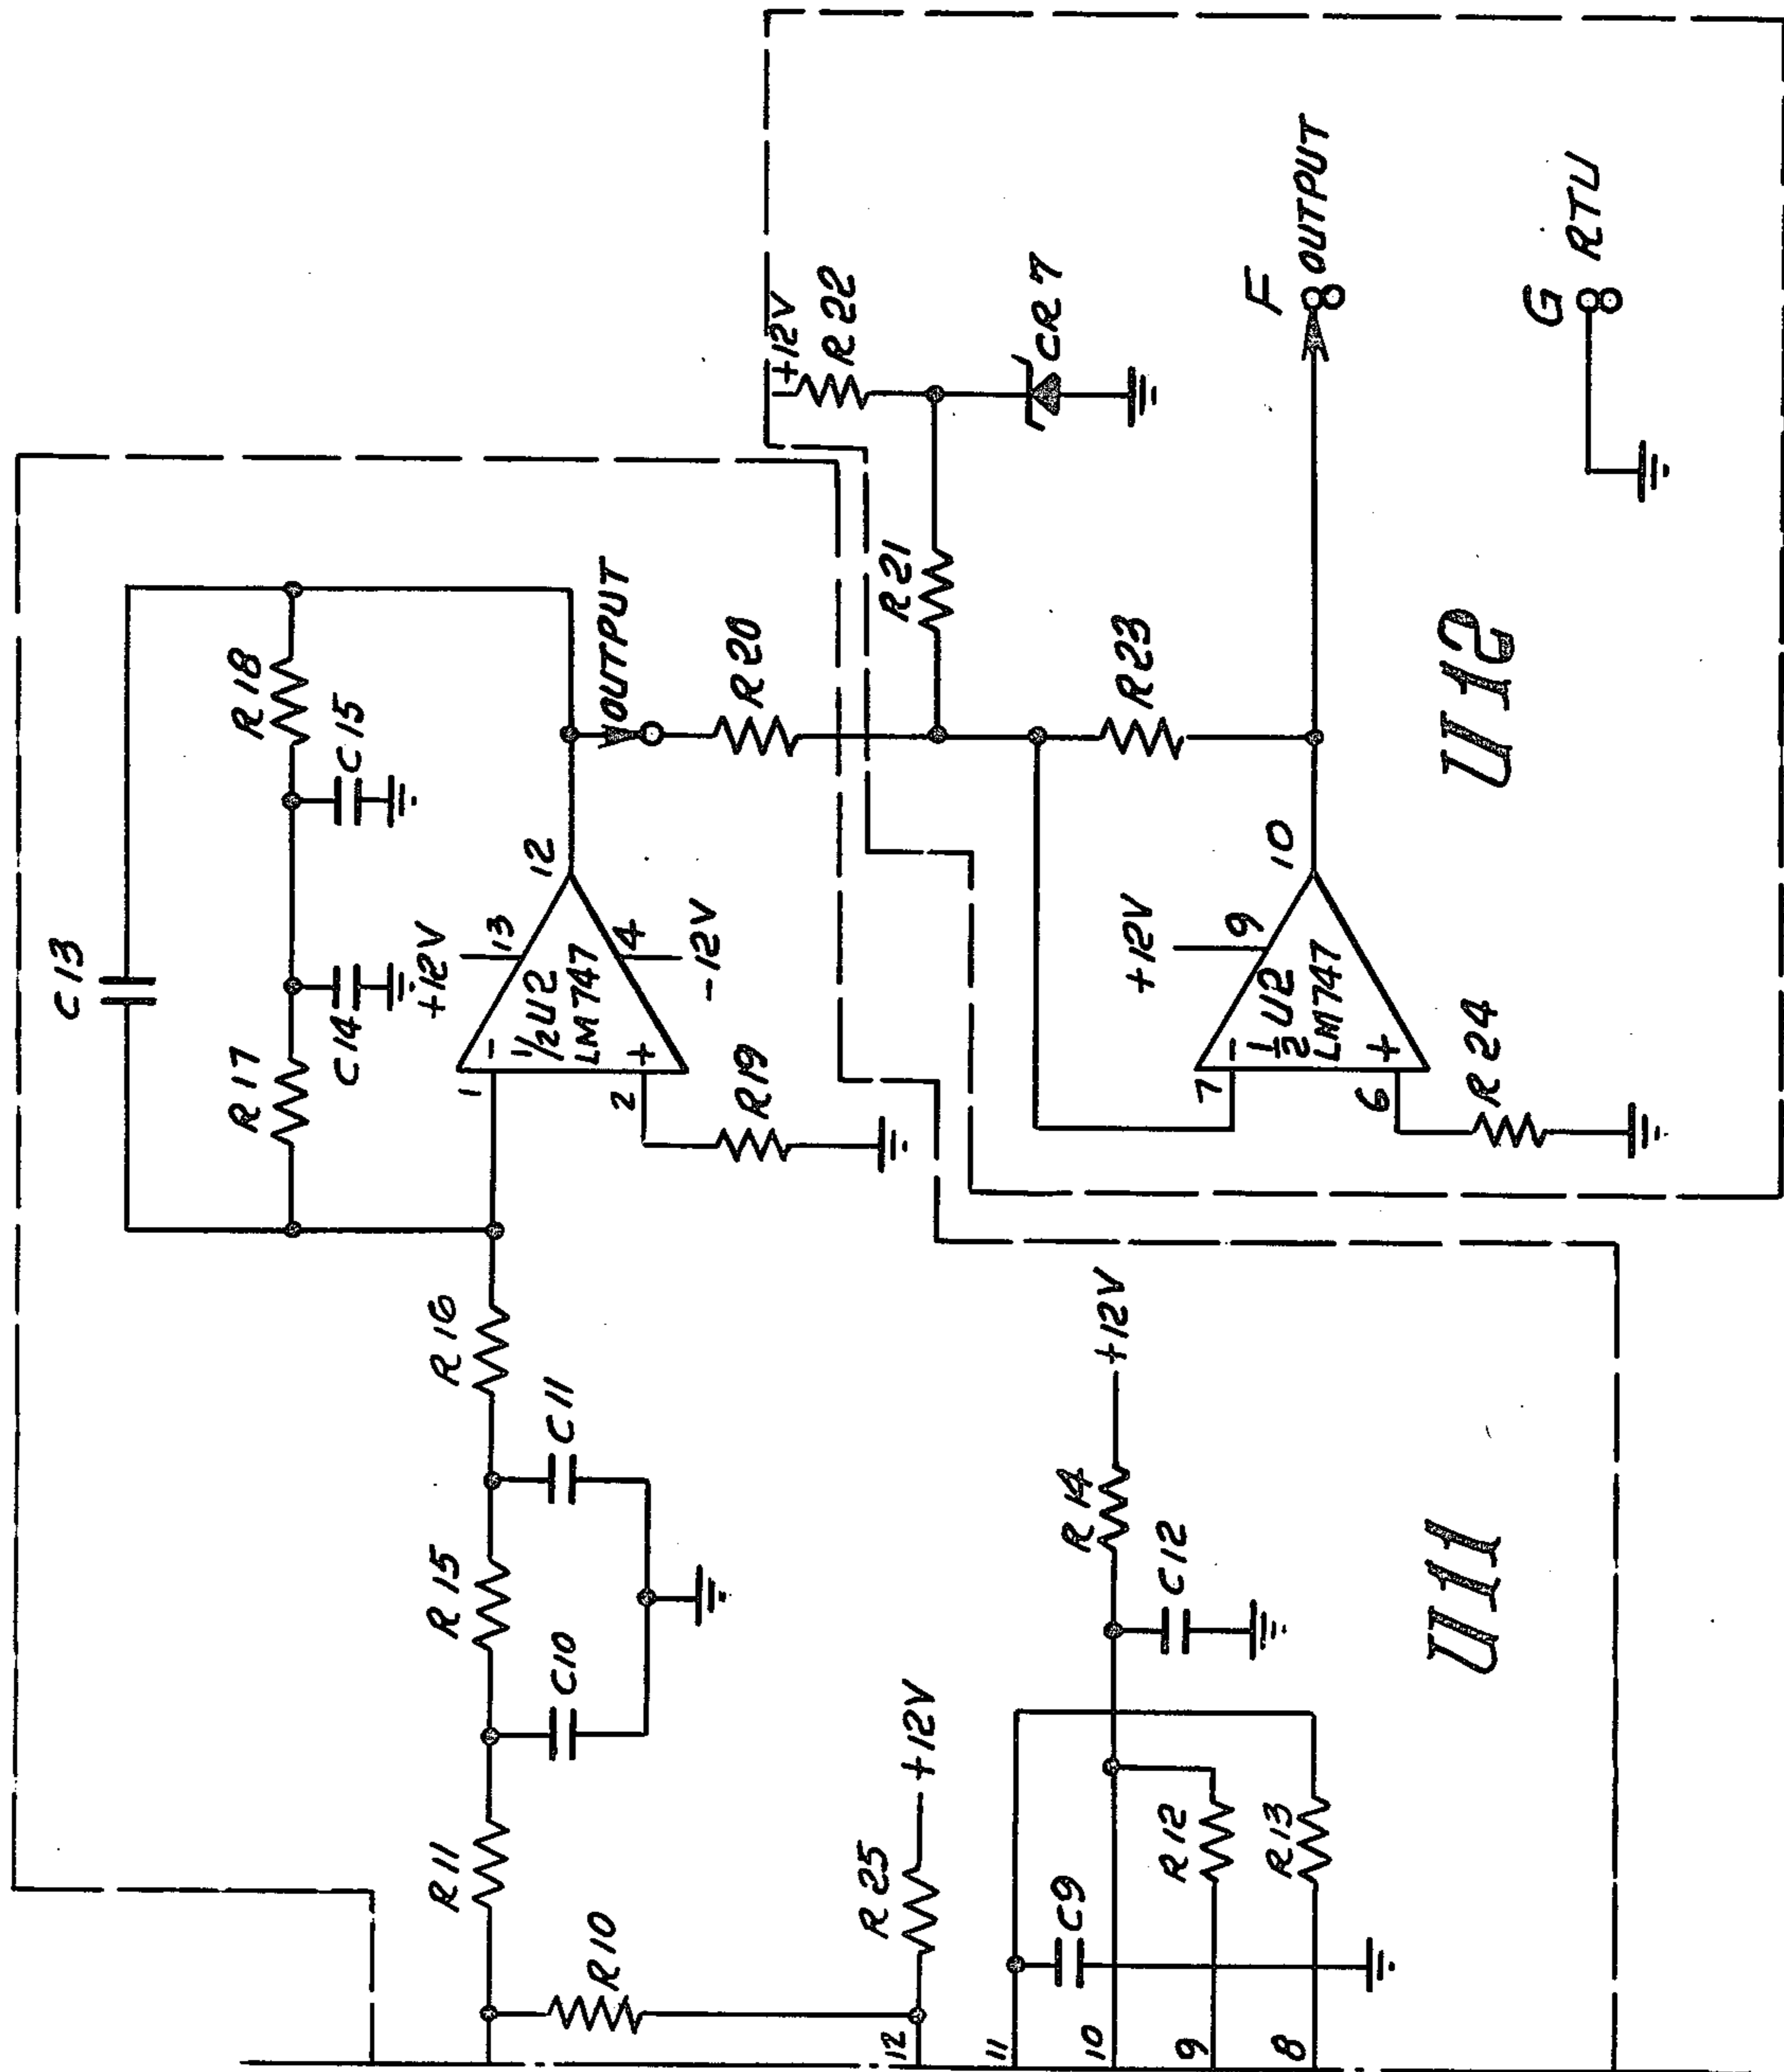 C13
R17
R18
C14
C15
+12V
13
1
12
-
½U2
LM747
+
2
4
-12V
R19
OUTPUT
R20
R11
R15
R16
C10
C11
R10
R25
+12V
12
11
10
9
8
C9
R12
R13
C12
R14
+12V
U11
+12V
R22
R21
CR7
R23
+12V
9
7
10
-
½U2
LM747
+
6
R24
F
OUTPUT
G
RTU
U12